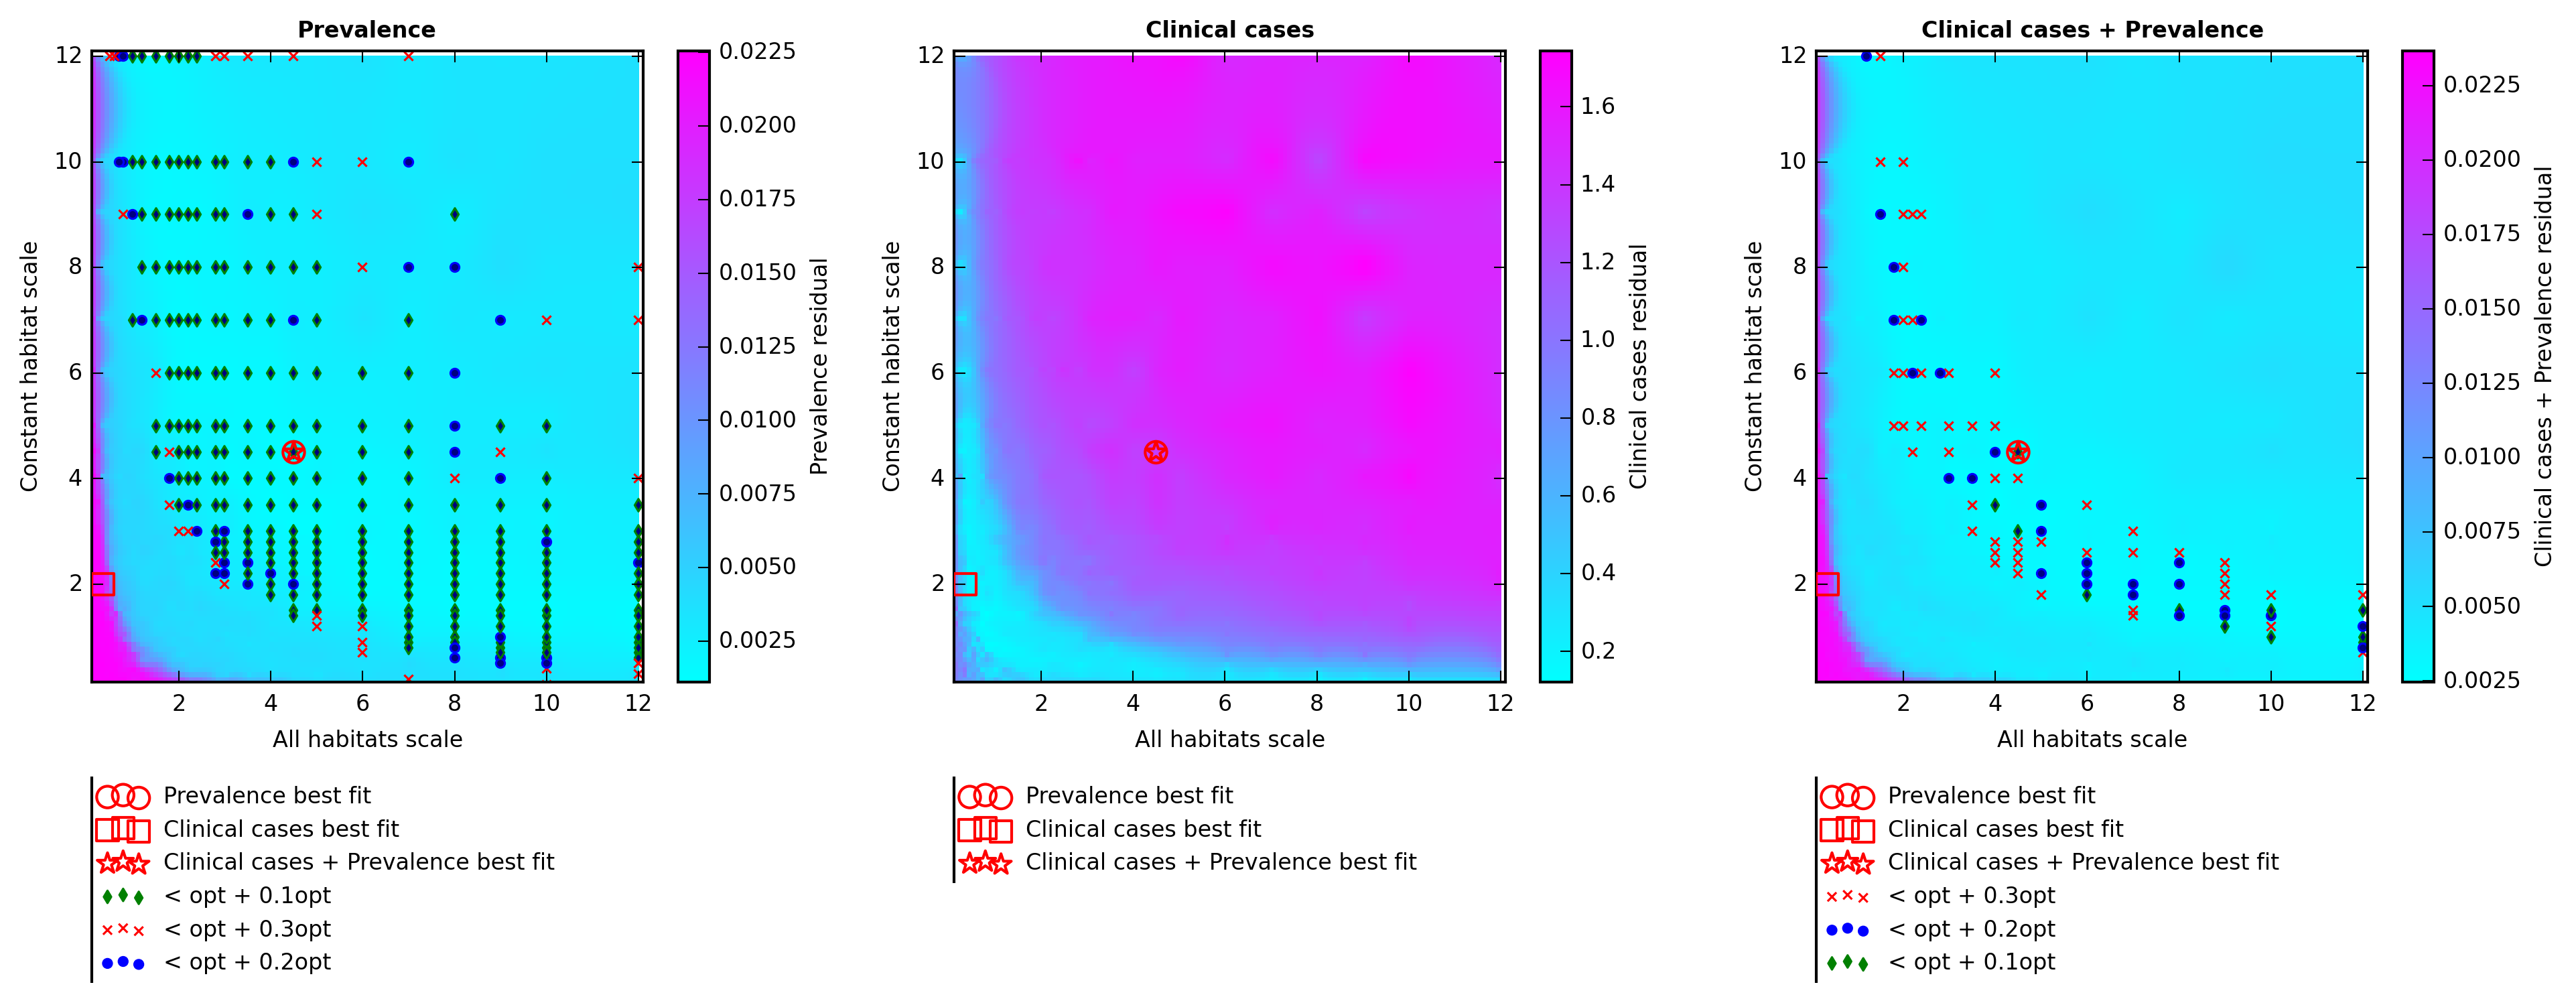 Prevalence
12
10
8
6
4
2
2 4 6 8 10 12
Constant habitat scale
All habitats scale
0.0225
0.0200
0.0175
0.0150
0.0125
0.0100
0.0075
0.0050
0.0025
Prevalence residual
Prevalence best fit
Clinical cases best fit
Clinical cases + Prevalence best fit
< opt + 0.1opt
< opt + 0.3opt
< opt + 0.2opt
Clinical cases
12
10
8
6
4
2
2 4 6 8 10 12
Constant habitat scale
All habitats scale
1.6
1.4
1.2
1.0
0.8
0.6
0.4
0.2
Clinical cases residual
Prevalence best fit
Clinical cases best fit
Clinical cases + Prevalence best fit
Clinical cases + Prevalence
12
10
8
6
4
2
2 4 6 8 10 12
Constant habitat scale
All habitats scale
0.0225
0.0200
0.0175
0.0150
0.0125
0.0100
0.0075
0.0050
0.0025
Clinical cases + Prevalence residual
Prevalence best fit
Clinical cases best fit
Clinical cases + Prevalence best fit
< opt + 0.3opt
< opt + 0.2opt
< opt + 0.1opt